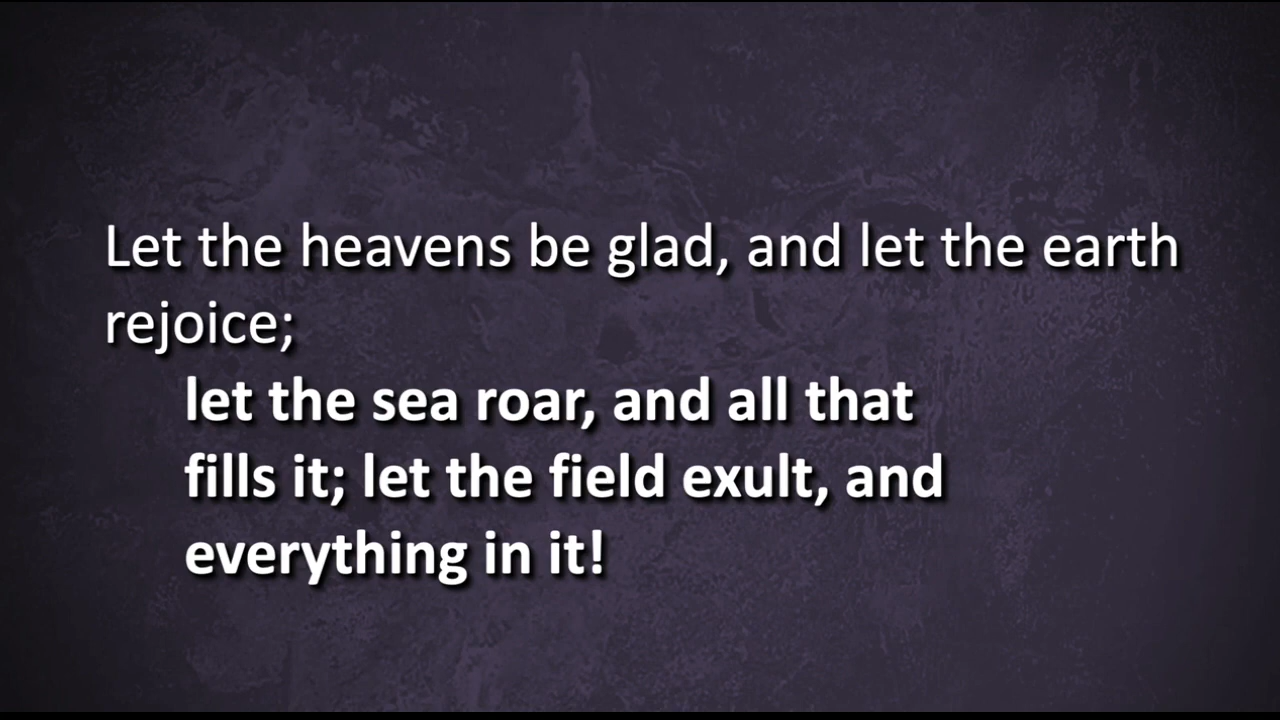 Let the heavens be glad, and let the earth
rejoice;
let the sea roar, and all that
fills it; let the field exult, and
everything in it!